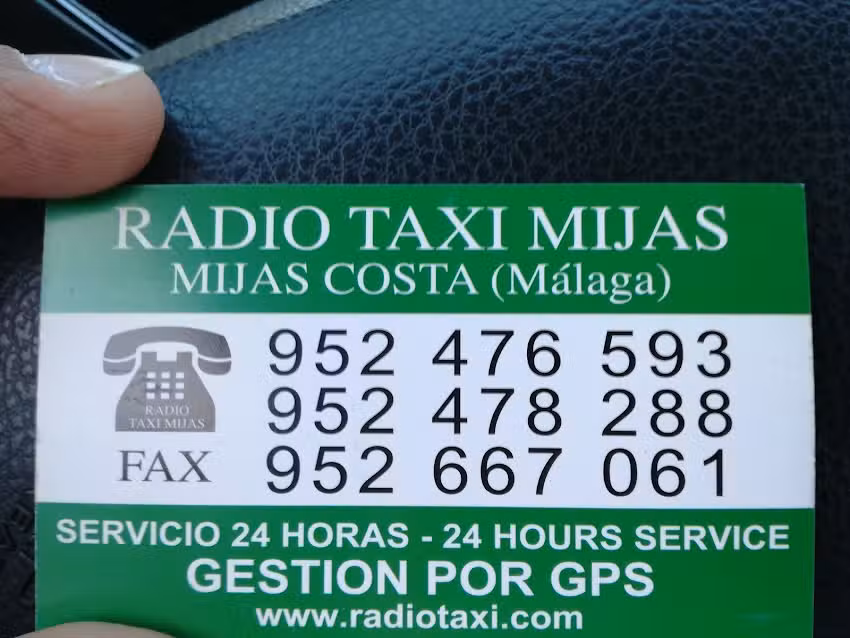 RADIO TAXI MIJAS
MIJAS COSTA (Málaga)
952 476 593
RADIO
TAXI MIJAS
952 478 288
FAX 952 667 061
SERVICIO 24 HORAS - 24 HOURS SERVICE
GESTION POR GPS
www.radiotaxi.com